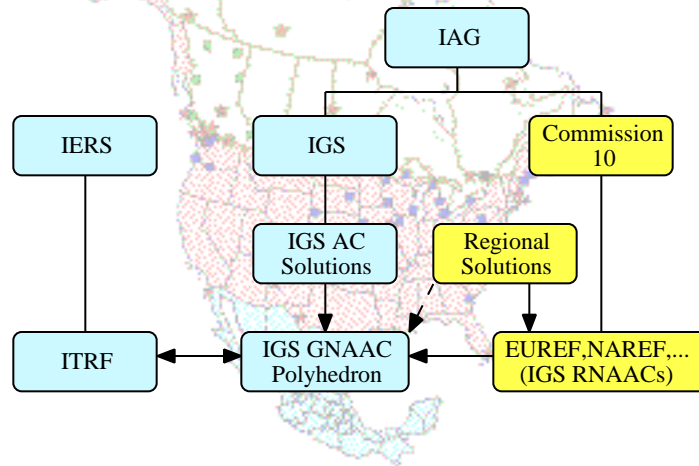 IAG
IERS
IGS
Commission
10
IGS AC
Solutions
Regional
Solutions
ITRF
IGS GNAAC
Polyhedron
EUREF,NAREF,...
(IGS RNAACs)